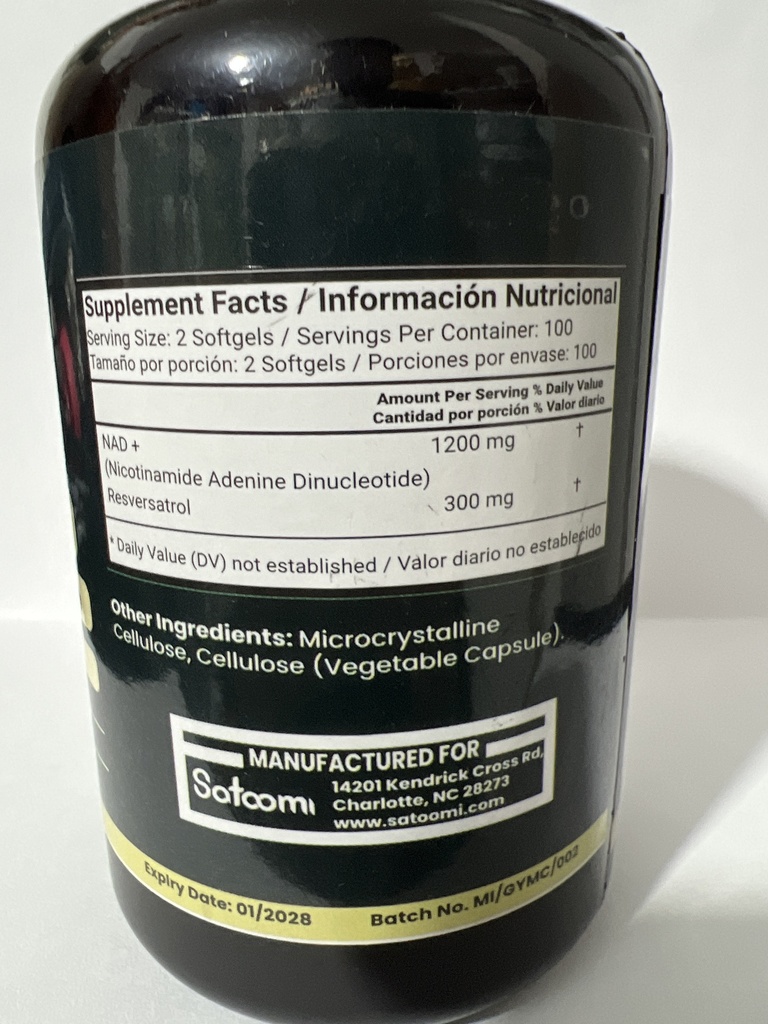 Supplement Facts / Información Nutricional
Serving Size: 2 Softgels / Servings Per Container: 100
Tamaño por porción: 2 Softgels / Porciones por envase: 100
Amount Per Serving % Daily Value
Cantidad por porción % Valor diario
NAD + 1200 mg †
(Nicotinamide Adenine Dinucleotide)
Resversatrol 300 mg †
* Daily Value (DV) not established / Valor diario no establecido
Other Ingredients: Microcrystalline
Cellulose, Cellulose (Vegetable Capsule).
MANUFACTURED FOR
Satoomi
14201 Kendrick Cross Rd,
Charlotte, NC 28273
www.satoomi.com
Expiry Date: 01/2028 Batch No. MI/GYMC/002